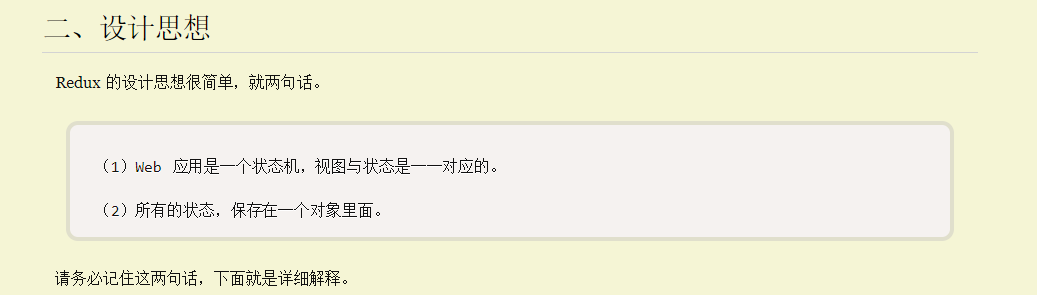 二、设计思想
Redux 的设计思想很简单，就两句话。
（1）Web 应用是一个状态机，视图与状态是一一对应的。
（2）所有的状态，保存在一个对象里面。
请务必记住这两句话，下面就是详细解释。